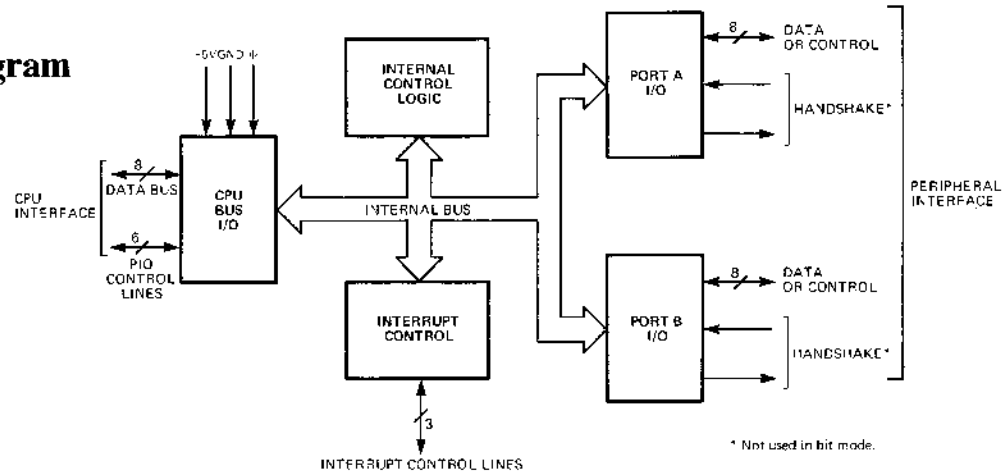 gram
+5V GND Φ
INTERNAL
CONTROL
LOGIC
PORT A
I/O
8
DATA
OR CONTROL
HANDSHAKE*
CPU
INTERFACE
8
DATA BUS
6
PIO
CONTROL
LINES
CPU
BUS
I/O
INTERNAL BUS
PERIPHERAL
INTERFACE
INTERRUPT
CONTROL
PORT B
I/O
8
DATA
OR CONTROL
HANDSHAKE*
3
INTERRUPT CONTROL LINES
* Not used in bit mode.